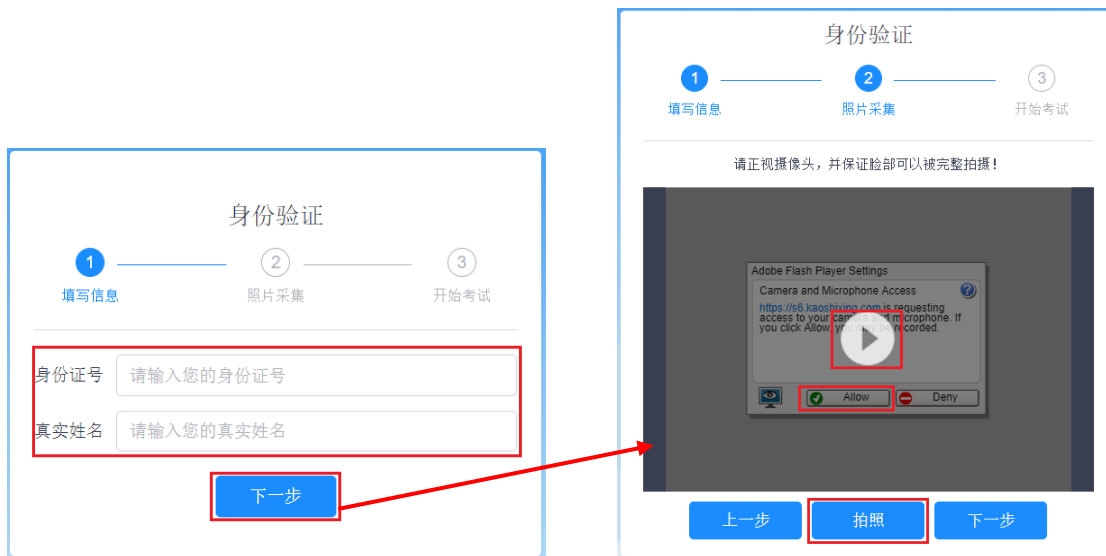 身份验证
1
2
3
填写信息
照片采集
开始考试
身份证号
请输入您的身份证号
真实姓名
请输入您的真实姓名
下一步
身份验证
1
2
3
填写信息
照片采集
开始考试
请正视摄像头，并保证脸部可以被完整拍摄！
Adobe Flash Player Settings
Camera and Microphone Access
https://s6.kaoshixing.com is requesting
access to your camera and microphone. If
you click Allow, you may be recorded.
Allow
Deny
上一步
拍照
下一步